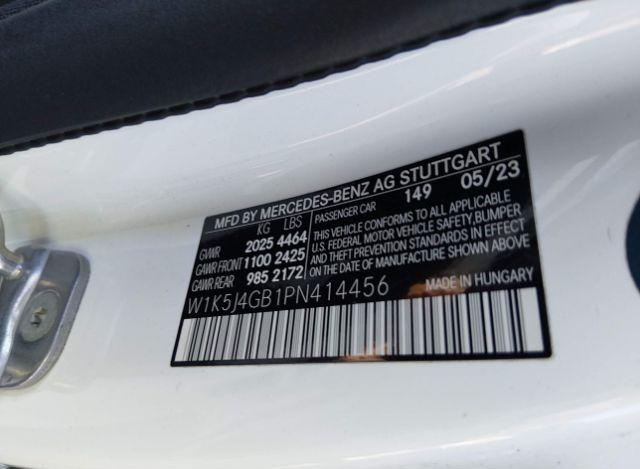 MFD BY MERCEDES-BENZ AG STUTTGART
KG LBS PASSENGER CAR 149 05/23
GVWR 2025 4464
GAWR FRONT 1100 2425
GAWR REAR 985 2172
THIS VEHICLE CONFORMS TO ALL APPLICABLE
U.S. FEDERAL MOTOR VEHICLE SAFETY, BUMPER
AND THEFT PREVENTION STANDARDS IN EFFECT
ON THE DATE OF MANUFACTURE SHOWN ABOVE
W1K5J4GB1PN414456 MADE IN HUNGARY